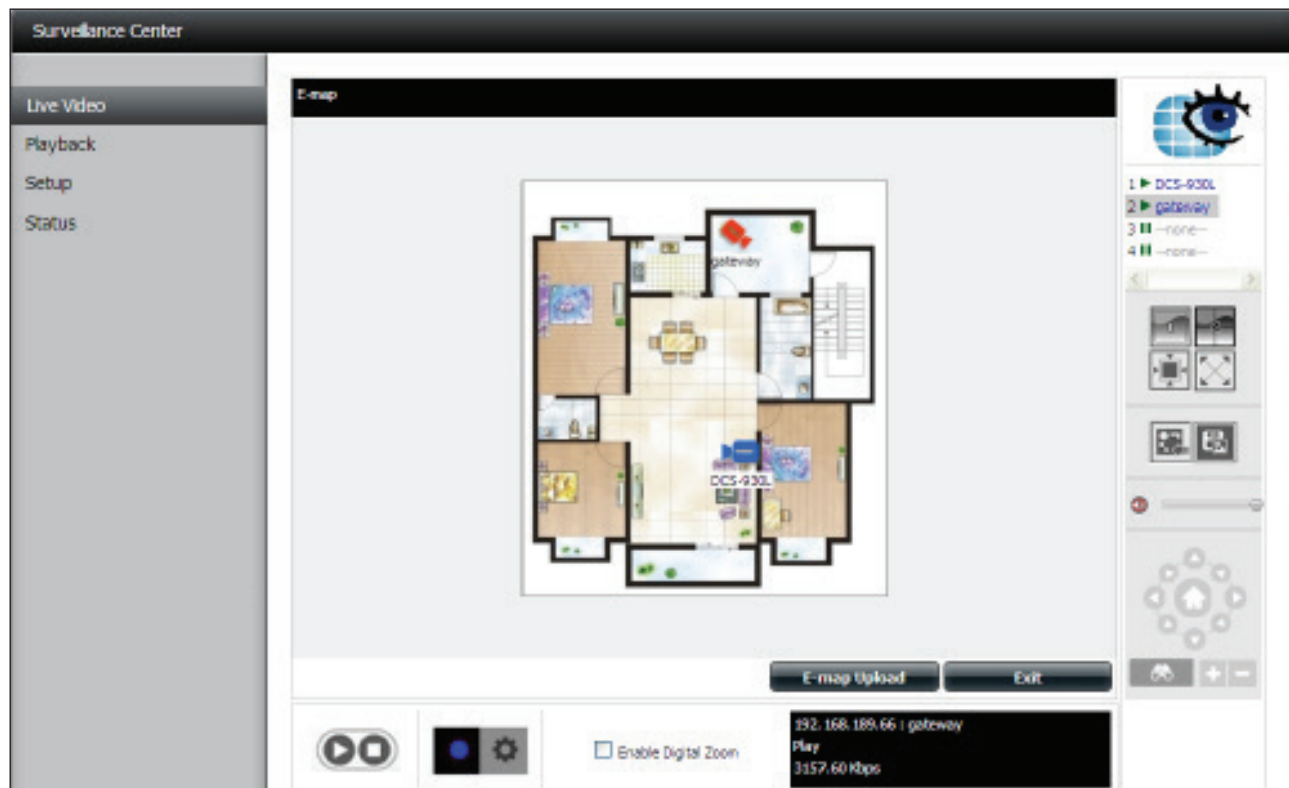 Surveillance Center
Live Video
Playback
Setup
Status
E-map
gateway
DCS-930L
1 DCS-930L
2 gateway
3 --none--
4 --none--
E-map Upload
Exit
Enable Digital Zoom
192.168.189.66 : gateway
Play
3157.60 Kbps